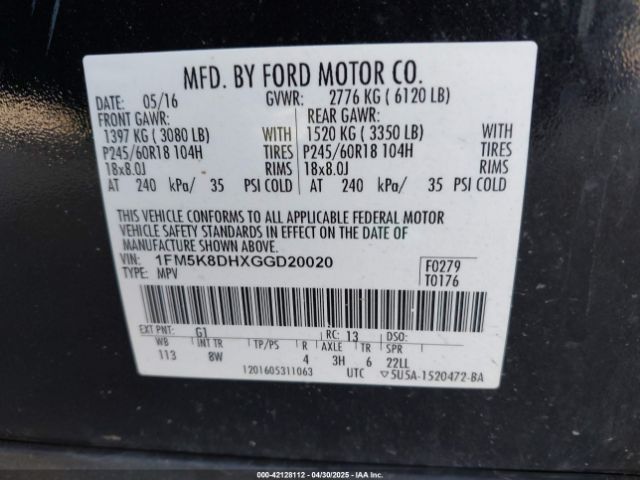 MFD. BY FORD MOTOR CO.
DATE: 05/16 GVWR: 2776 KG ( 6120 LB)
FRONT GAWR: REAR GAWR:
1397 KG ( 3080 LB) WITH 1520 KG ( 3350 LB) WITH
P245/60R18 104H TIRES P245/60R18 104H TIRES
18x8.0J RIMS 18x8.0J RIMS
AT 240 kPa/ 35 PSI COLD AT 240 kPa/ 35 PSI COLD
THIS VEHICLE CONFORMS TO ALL APPLICABLE FEDERAL MOTOR
VEHICLE SAFETY STANDARDS IN EFFECT ON THE DATE OF
MANUFACTURE SHOWN ABOVE.
VIN: 1FM5K8DHXGGD20020 F0279
TYPE: MPV T0176
EXT PNT: G1 RC: 13 DSO:
WB INT TR TP/PS R AXLE TR SPR
113 8W 4 3H 6 22LL
1201605311063 UTC 5U5A-1520472-BA
000-42128112 - 04/30/2025 - IAAI.COM